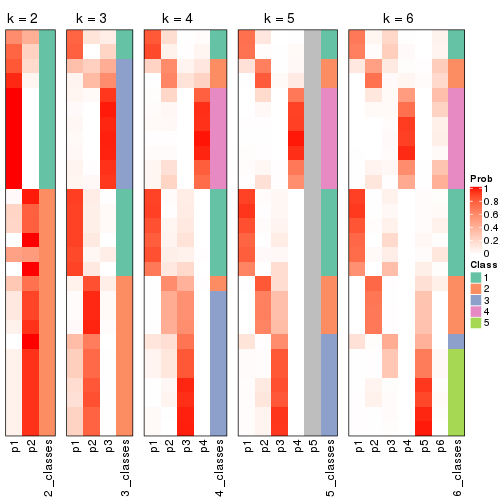 k = 2
k = 3
k = 4
k = 5
k = 6
Prob
1
0.8
0.6
0.4
0.2
0
Class
1
2
3
4
5
p1
p2
2_classes
p1
p2
p3
3_classes
p1
p2
p3
p4
4_classes
p1
p2
p3
p4
p5
5_classes
p1
p2
p3
p4
p5
p6
6_classes